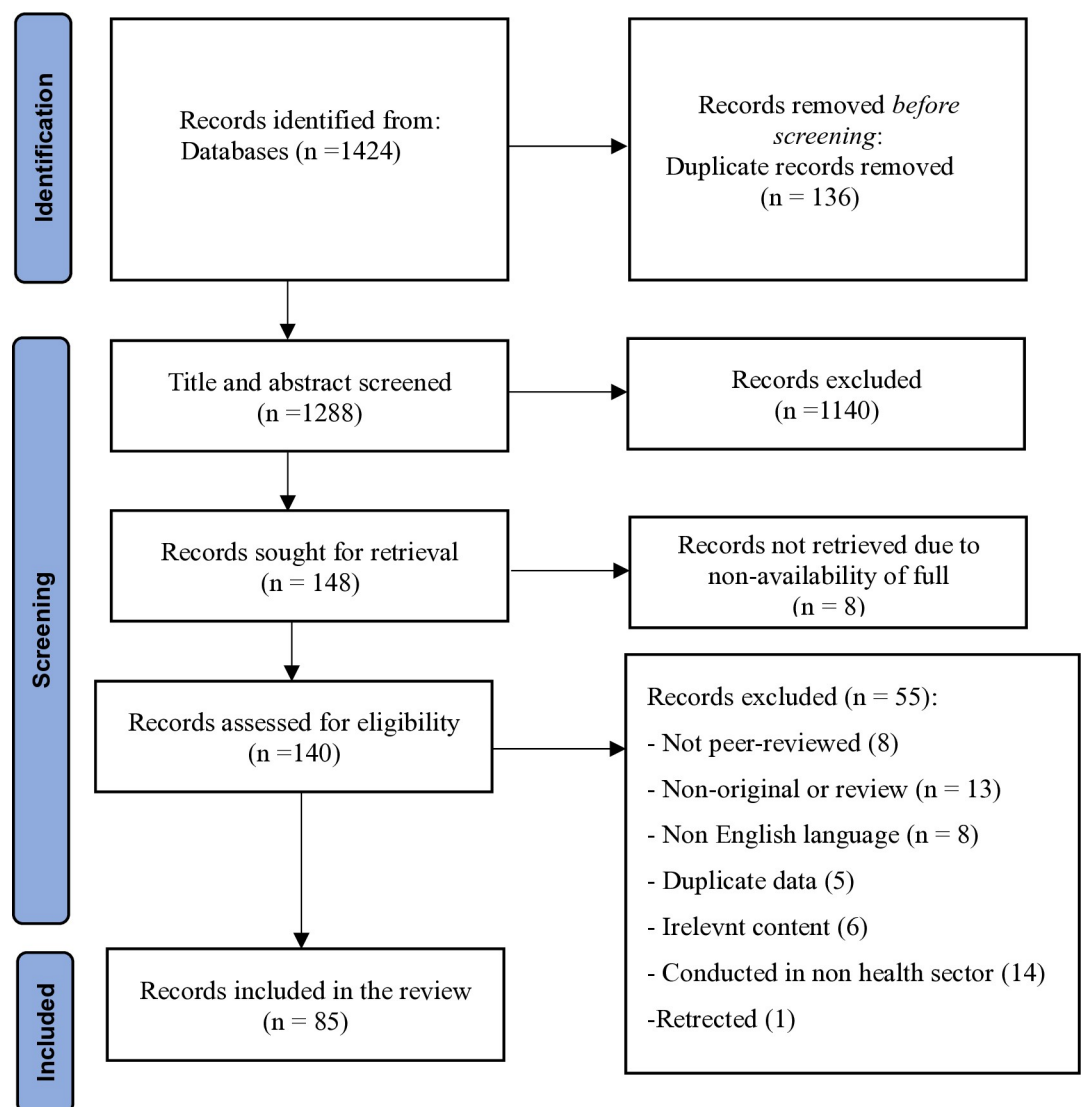 Identification
Records identified from:
Databases (n =1424)
Records removed before
screening:
Duplicate records removed
(n = 136)
Screening
Title and abstract screened
(n =1288)
Records excluded
(n =1140)
Records sought for retrieval
(n = 148)
Records not retrieved due to
non-availability of full
(n = 8)
Records assessed for eligibility
(n =140)
Records excluded (n = 55):
- Not peer-reviewed (8)
- Non-original or review (n = 13)
- Non English language (n = 8)
- Duplicate data (5)
- Irelevnt content (6)
- Conducted in non health sector (14)
-Retrected (1)
Included
Records included in the review
(n = 85)